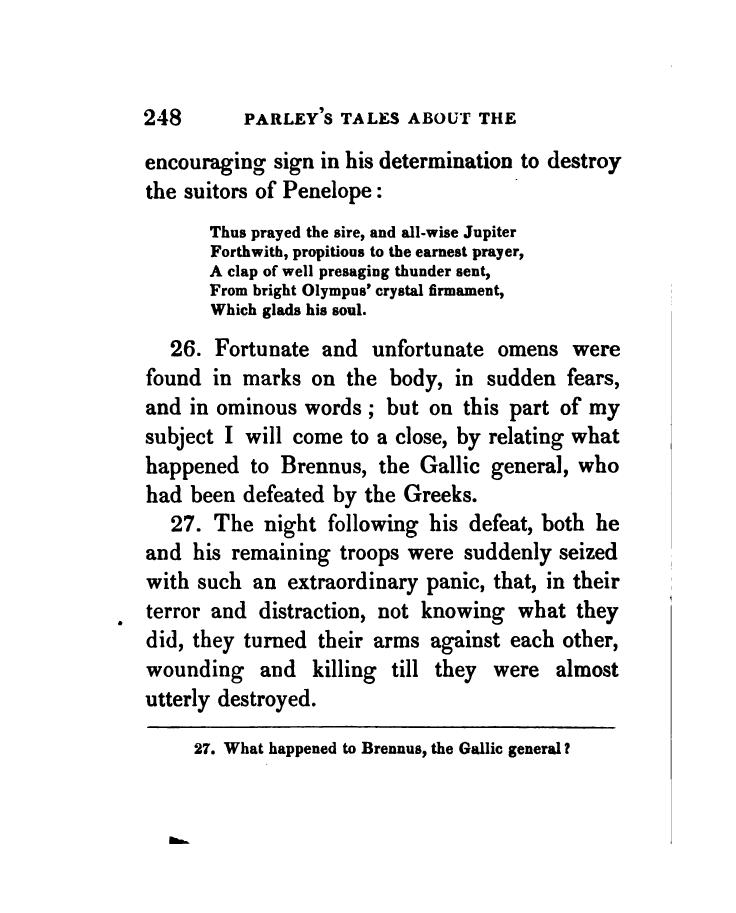 248 PARLEY'S TALES ABOUT THE
encouraging sign in his determination to destroy
the suitors of Penelope:
Thus prayed the sire, and all-wise Jupiter
Forthwith, propitious to the earnest prayer,
A clap of well presaging thunder sent,
From bright Olympus' crystal firmament,
Which glads his soul.
26. Fortunate and unfortunate omens were
found in marks on the body, in sudden fears,
and in ominous words; but on this part of my
subject I will come to a close, by relating what
happened to Brennus, the Gallic general, who
had been defeated by the Greeks.
27. The night following his defeat, both he
and his remaining troops were suddenly seized
with such an extraordinary panic, that, in their
terror and distraction, not knowing what they
did, they turned their arms against each other,
wounding and killing till they were almost
utterly destroyed.
27. What happened to Brennus, the Gallic general?